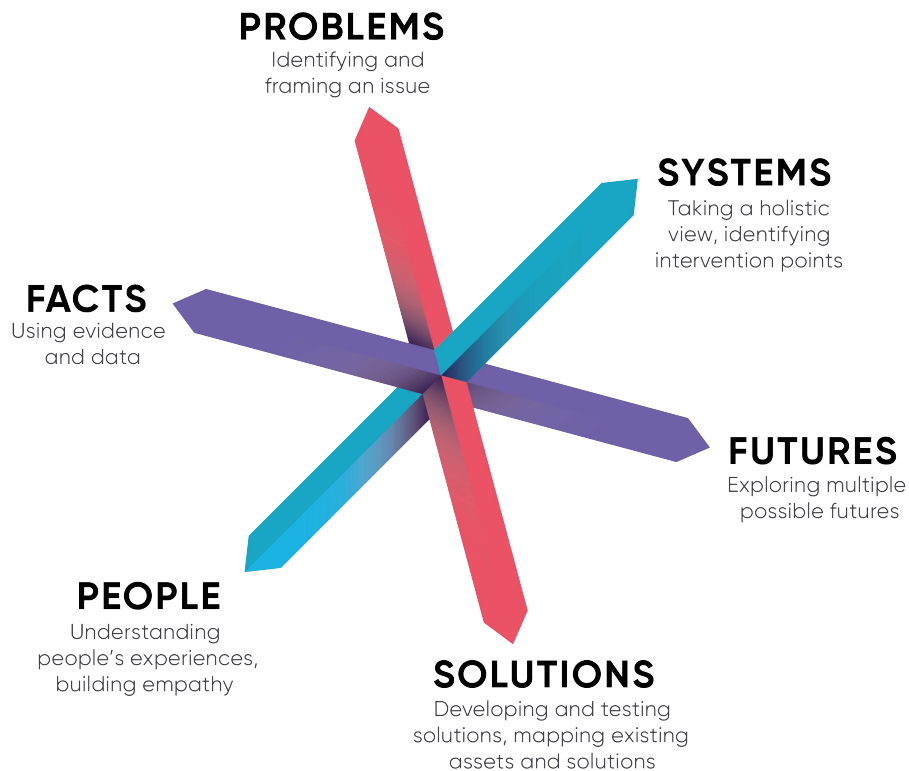 PROBLEMS
Identifying and
framing an issue
SYSTEMS
Taking a holistic
view, identifying
intervention points
FACTS
Using evidence
and data
FUTURES
Exploring multiple
possible futures
PEOPLE
Understanding
people’s experiences,
building empathy
SOLUTIONS
Developing and testing
solutions, mapping existing
assets and solutions